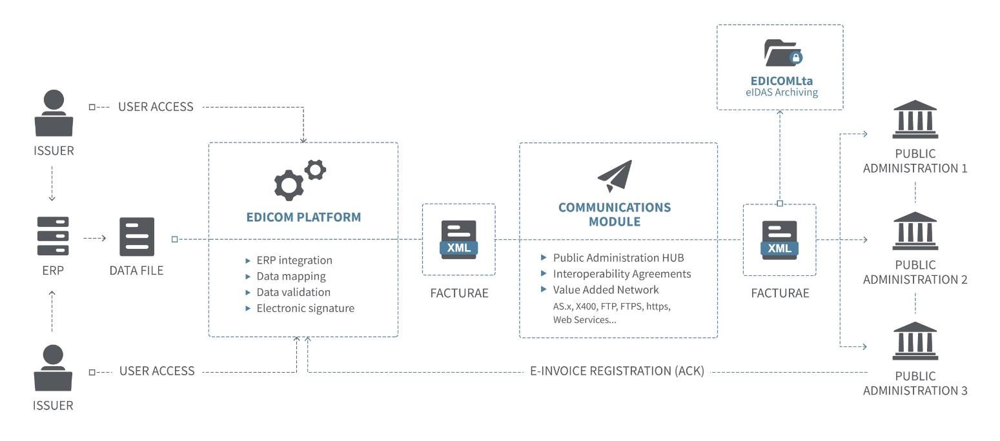 EDICOMLta
eIDAS Archiving
USER ACCESS
ISSUER
PUBLIC
ADMINISTRATION 1
EDICOM PLATFORM
COMMUNICATIONS
MODULE
XML
XML
ERP
DATA FILE
ERP integration
Data mapping
Data validation
Electronic signature
FACTURAE
Public Administration HUB
Interoperability Agreements
Value Added Network
AS.x, X400, FTP, FTPS, https,
Web Services...
FACTURAE
PUBLIC
ADMINISTRATION 2
USER ACCESS
ISSUER
E-INVOICE REGISTRATION (ACK)
PUBLIC
ADMINISTRATION 3